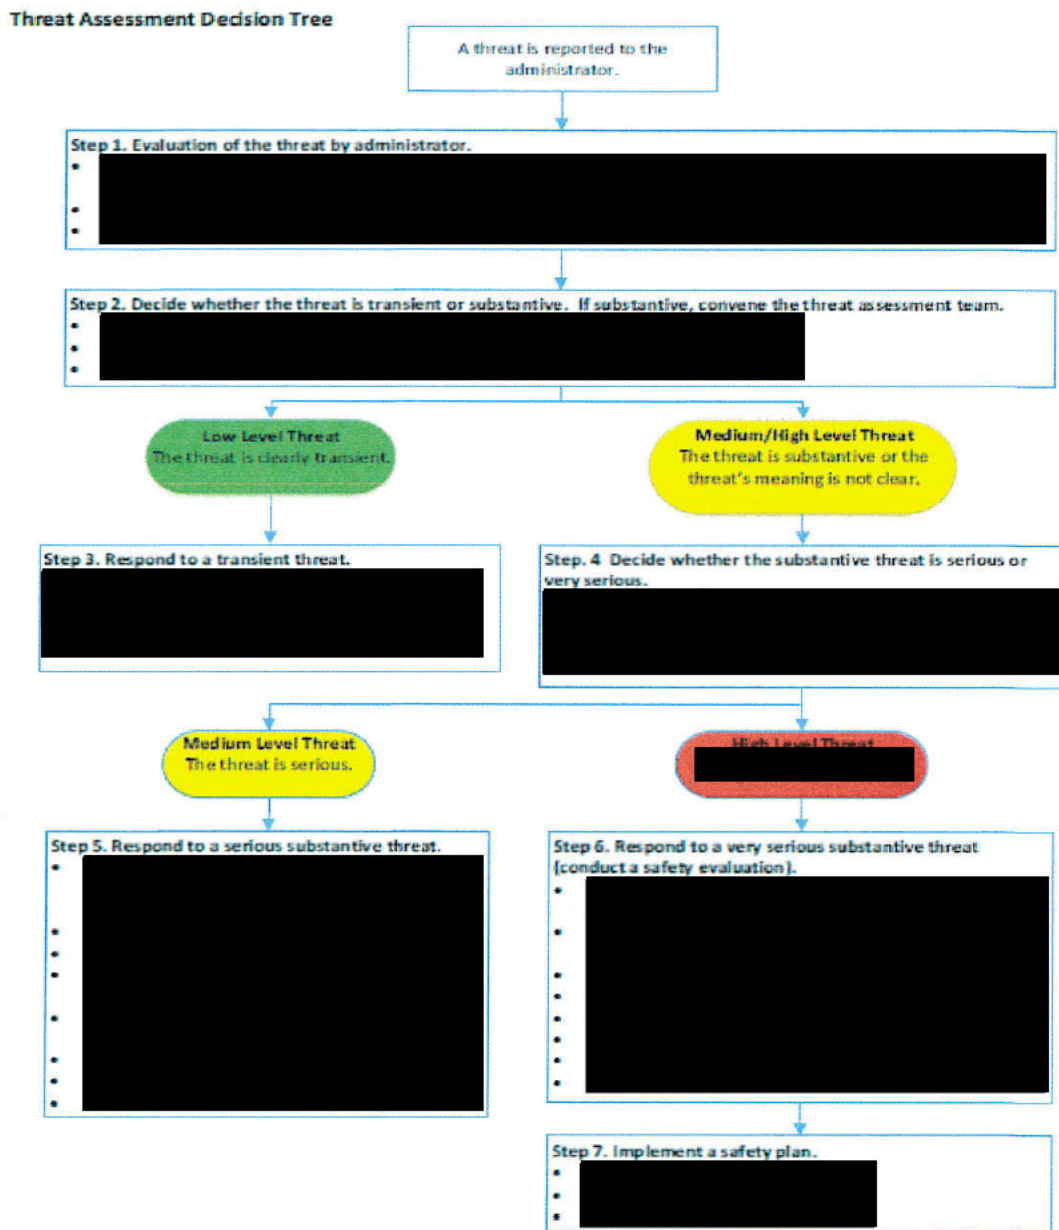 Threat Assessment Decision Tree
A threat is reported to the
administrator.
Step 1. Evaluation of the threat by administrator.
Step 2. Decide whether the threat is transient or substantive. If substantive, convene the threat assessment team.
Low Level Threat
The threat is clearly transient.
Medium/High Level Threat
The threat is substantive or the
threat's meaning is not clear.
Step 3. Respond to a transient threat.
Step. 4 Decide whether the substantive threat is serious or
very serious.
Medium Level Threat
The threat is serious.
High Level Threat
Step 5. Respond to a serious substantive threat.
Step 6. Respond to a very serious substantive threat
(conduct a safety evaluation).
Step 7. Implement a safety plan.